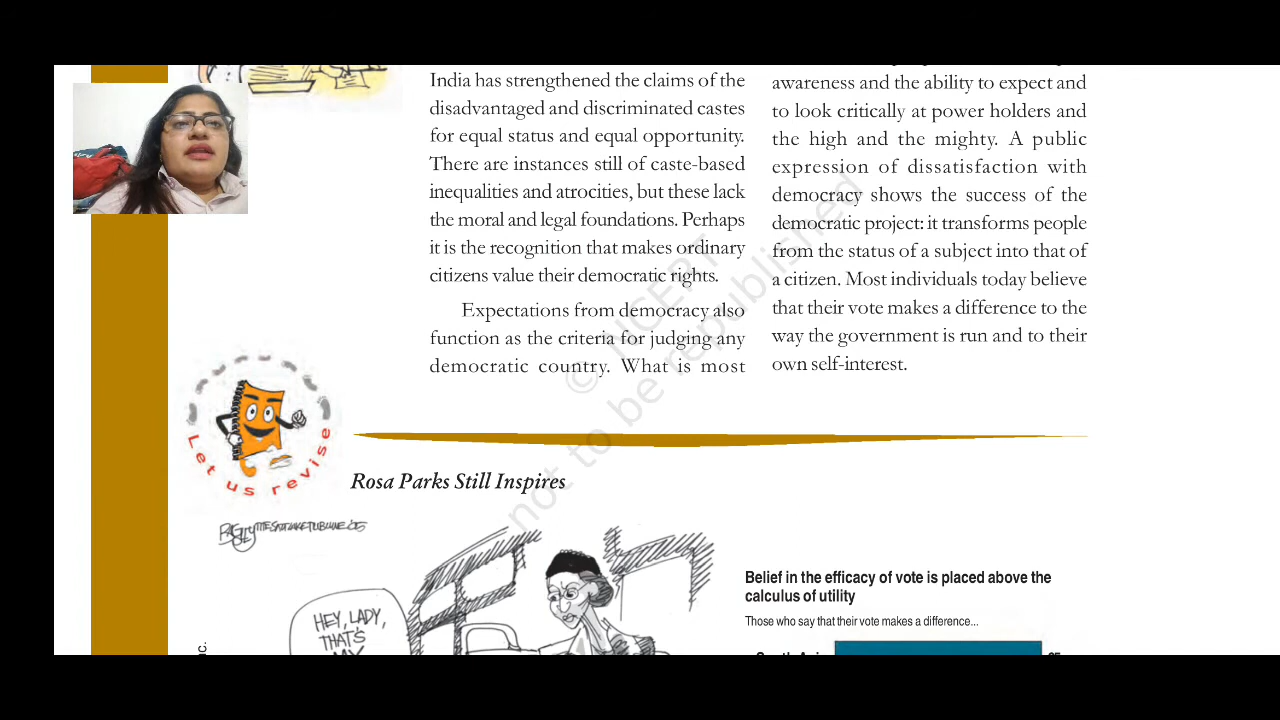 India has strengthened the claims of the
disadvantaged and discriminated castes
for equal status and equal opportunity.
There are instances still of caste-based
inequalities and atrocities, but these lack
the moral and legal foundations. Perhaps
it is the recognition that makes ordinary
citizens value their democratic rights.
Expectations from democracy also
function as the criteria for judging any
democratic country. What is most
awareness and the ability to expect and
to look critically at power holders and
the high and the mighty. A public
expression of dissatisfaction with
democracy shows the success of the
democratic project: it transforms people
from the status of a subject into that of
a citizen. Most individuals today believe
that their vote makes a difference to the
way the government is run and to their
own self-interest.
© NCERT
not to be republished
Let us revise
Rosa Parks Still Inspires
HEY, LADY,
THAT'S
Belief in the efficacy of vote is placed above the
calculus of utility
Those who say that their vote makes a difference...